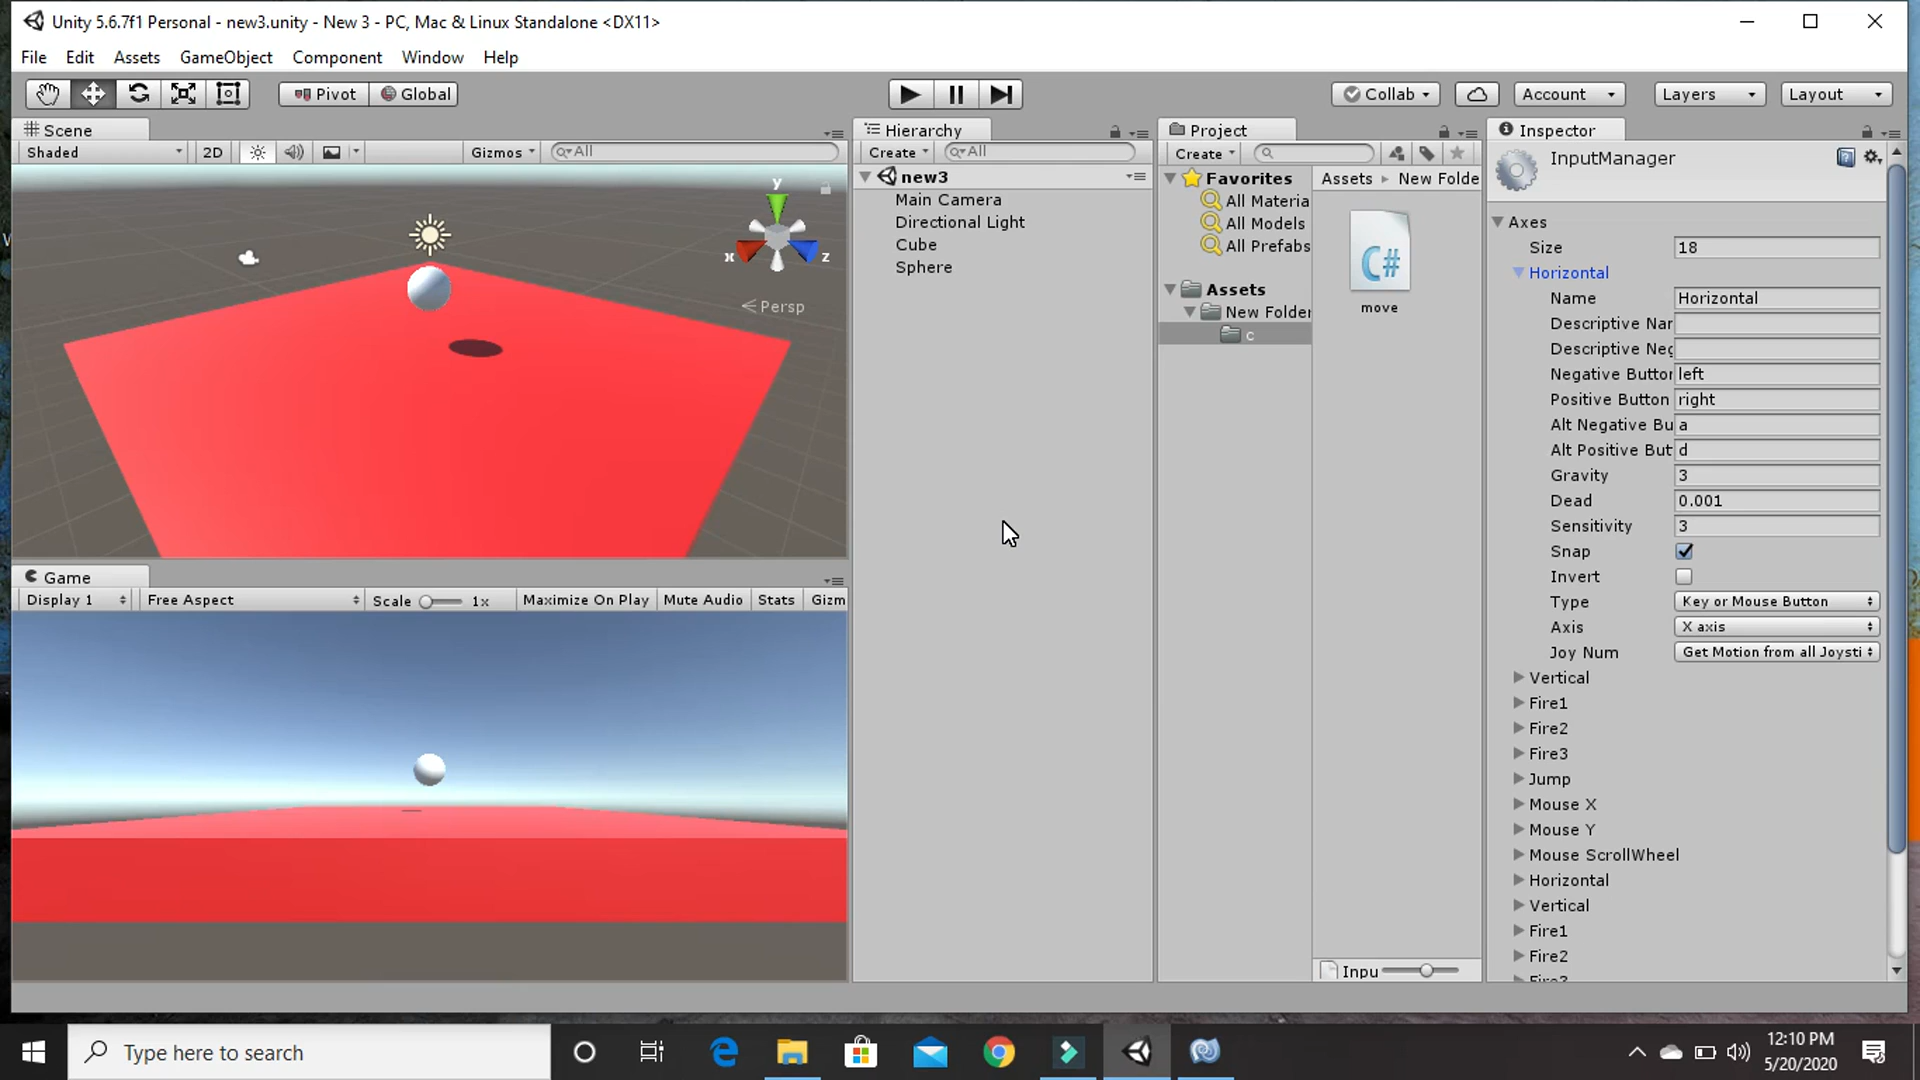 Unity 5.6.7f1 Personal - new3.unity - New 3 - PC, Mac & Linux Standalone <DX11>
File Edit Assets GameObject Component Window Help
Pivot Global Collab Account Layers Layout
Scene
Shaded 2D Gizmos All
y
x z
Persp
Game
Display 1 Free Aspect Scale 1x Maximize On Play Mute Audio Stats Gizm
Hierarchy
Create All
new3
Main Camera
Directional Light
Cube
Sphere
Project
Create
Favorites
All Materia
All Models
All Prefabs
Assets
New Folder
c
Assets New Folde
C#
move
Inpu
Inspector
InputManager
Axes
Size 18
Horizontal
Name Horizontal
Descriptive Nar
Descriptive Neg
Negative Button left
Positive Button right
Alt Negative Bu a
Alt Positive But d
Gravity 3
Dead 0.001
Sensitivity 3
Snap
Invert
Type Key or Mouse Button
Axis X axis
Joy Num Get Motion from all Joysti
Vertical
Fire1
Fire2
Fire3
Jump
Mouse X
Mouse Y
Mouse ScrollWheel
Horizontal
Vertical
Fire1
Fire2
Fire3
Type here to search
12:10 PM
5/20/2020